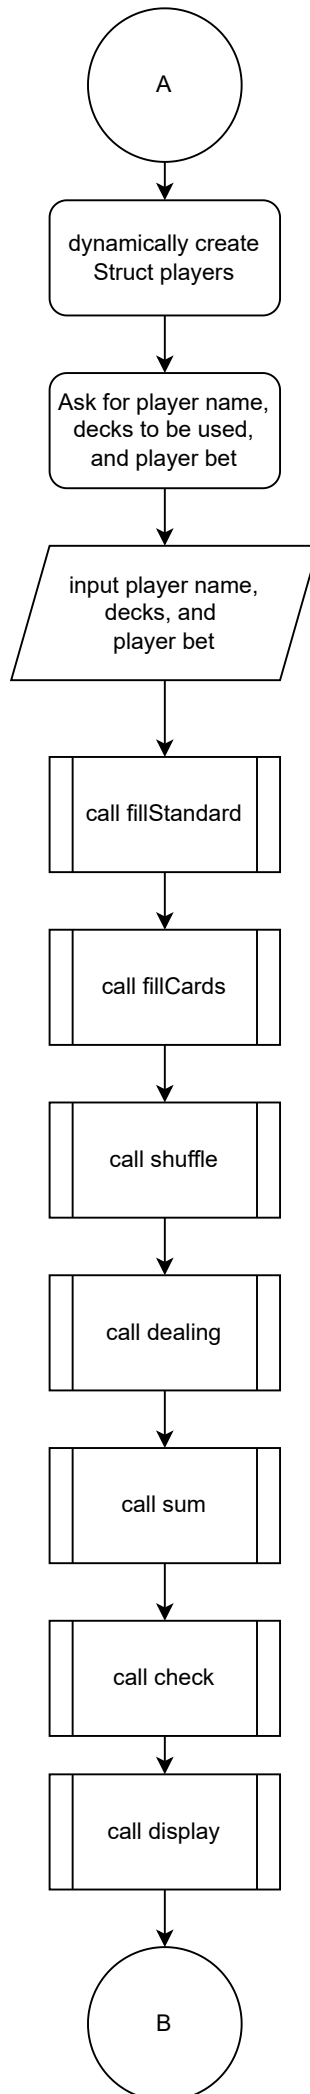 A
dynamically create
Struct players
Ask for player name,
decks to be used,
and player bet
input player name,
decks, and
player bet
call fillStandard
call fillCards
call shuffle
call dealing
call sum
call check
call display
B